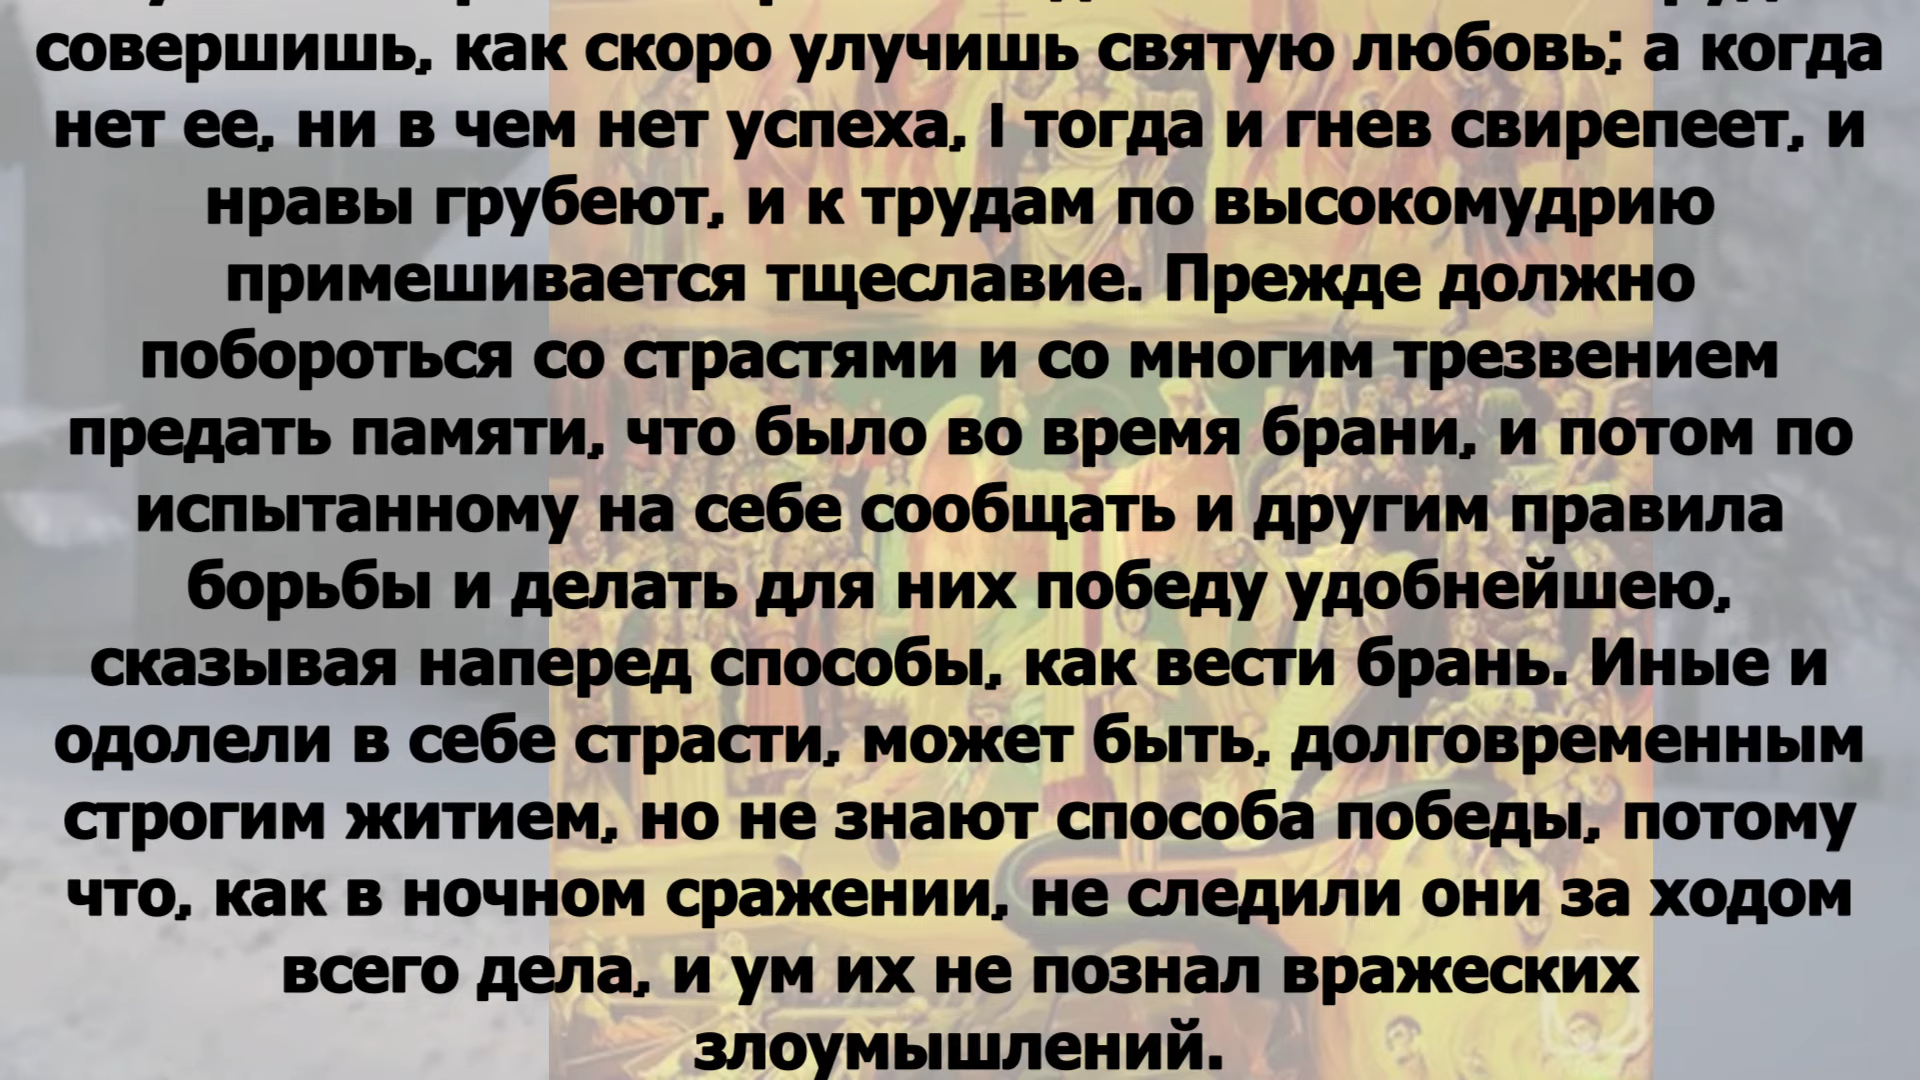 совершишь, как скоро улучишь святую любовь; а когда
нет ее, ни в чем нет успеха, I тогда и гнев свирепеет, и
нравы грубеют, и к трудам по высокомудрию
примешивается тщеславие. Прежде должно
побороться со страстями и со многим трезвением
предать памяти, что было во время брани, и потом по
испытанному на себе сообщать и другим правила
борьбы и делать для них победу удобнейшею,
сказывая наперед способы, как вести брань. Иные и
одолели в себе страсти, может быть, долговременным
строгим житием, но не знают способа победы, потому
что, как в ночном сражении, не следили они за ходом
всего дела, и ум их не познал вражеских
злоумышлений.